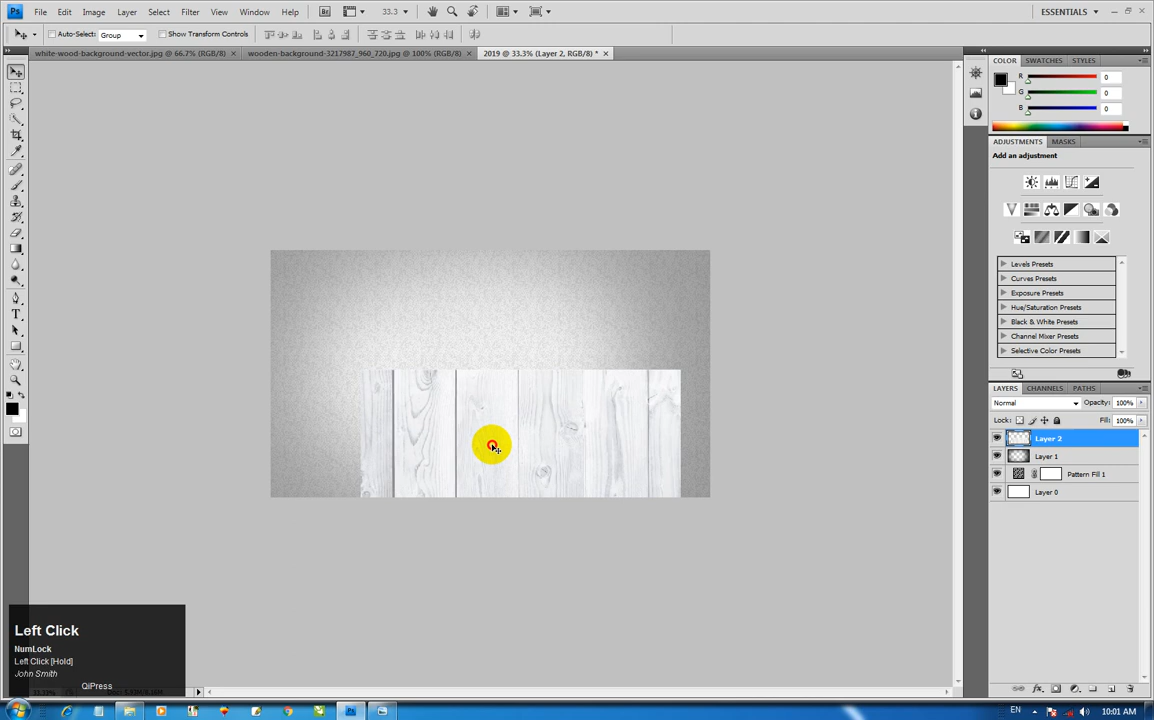 Ps File Edit Image Layer Select Filter View Window Help Br 33.3 ESSENTIALS
Auto-Select: Group Show Transform Controls
white-wood-background-vector.jpg @ 66.7% (RGB/8) × wooden-background-3217987_960_720.jpg @ 100% (RGB/8) × 2019 @ 33.3% (Layer 2, RGB/8) * ×
COLOR SWATCHES STYLES
R 0
G 0
B 0
ADJUSTMENTS MASKS
Add an adjustment
Levels Presets
Curves Presets
Exposure Presets
Hue/Saturation Presets
Black & White Presets
Channel Mixer Presets
Selective Color Presets
LAYERS CHANNELS PATHS
Normal Opacity: 100%
Lock: Fill: 100%
Layer 2
Layer 1
Pattern Fill 1
Layer 0
Left Click
NumLock
Left Click [Hold]
John Smith
QiPress
EN 10:01 AM